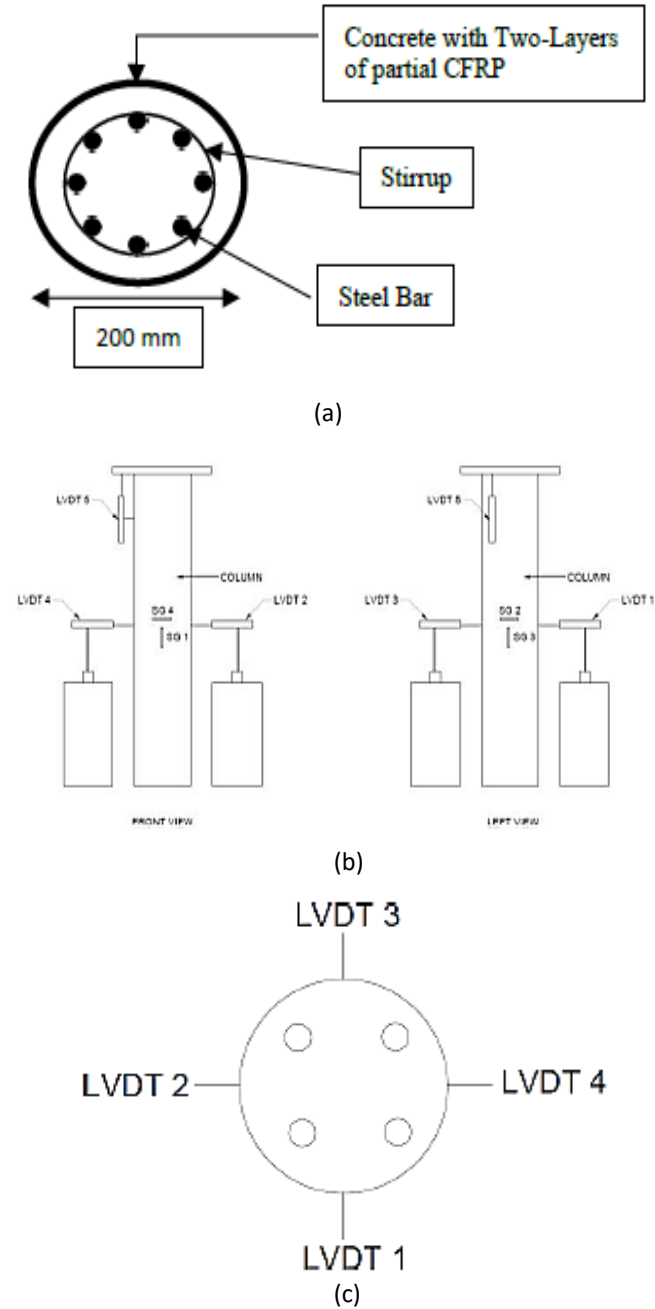 Concrete with Two-Layers
of partial CFRP
Stirrup
Steel Bar
200 mm
(a)
LVDT 5
LVDT 5
COLUMN
COLUMN
LVDT 4
SG 4
LVDT 2
LVDT 3
SG 2
LVDT 1
SG 1
SG 3
FRONT VIEW
LEFT VIEW
(b)
LVDT 3
LVDT 2
LVDT 4
LVDT 1
(c)